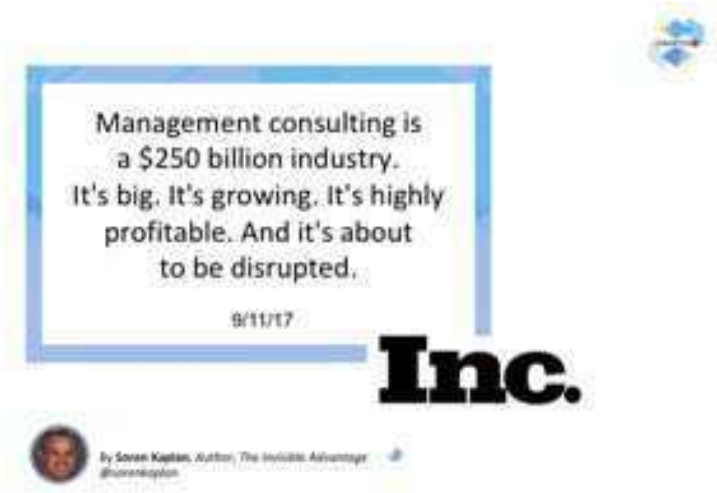 Management consulting is
a $250 billion industry.
It's big. It's growing. It's highly
profitable. And it's about
to be disrupted.
9/11/17
Inc.
By Soren Kaplan, Author, The Invisible Advantage
@sorenkaplan